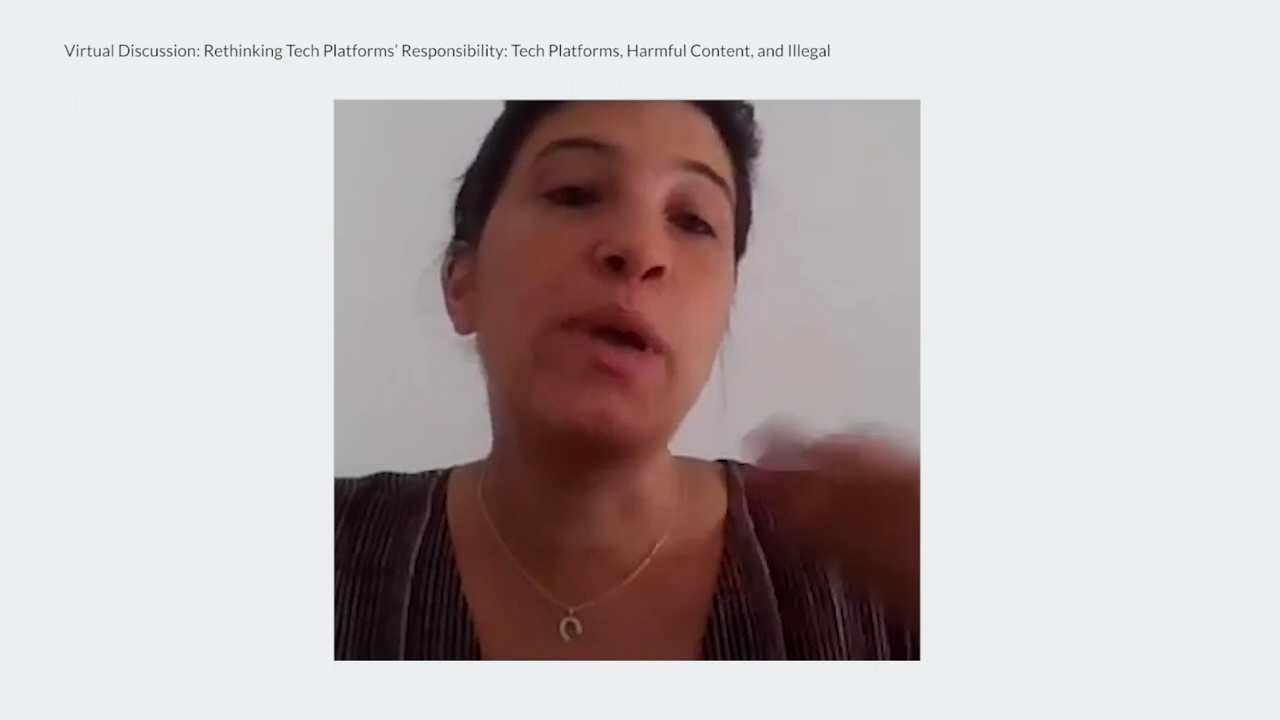 Virtual Discussion: Rethinking Tech Platforms’ Responsibility: Tech Platforms, Harmful Content, and Illegal